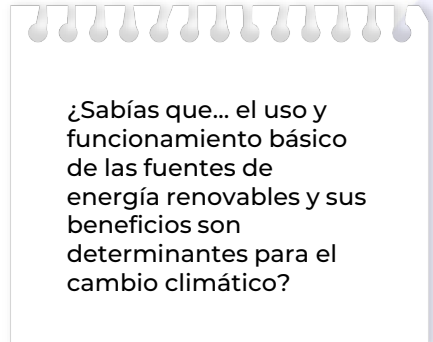 ¿Sabías que... el uso y
funcionamiento básico
de las fuentes de
energía renovables y sus
beneficios son
determinantes para el
cambio climático?